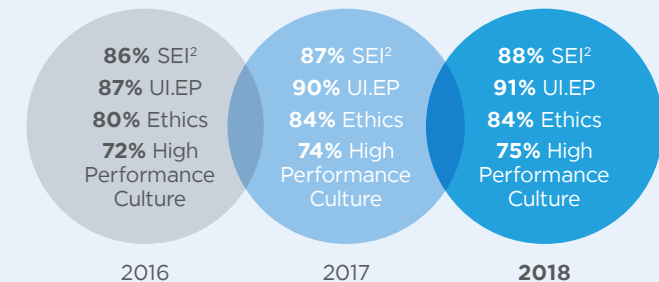 86% SEI²
87% UI.EP
80% Ethics
72% High
Performance
Culture
87% SEI²
90% UI.EP
84% Ethics
74% High
Performance
Culture
88% SEI²
91% UI.EP
84% Ethics
75% High
Performance
Culture
2016
2017
2018